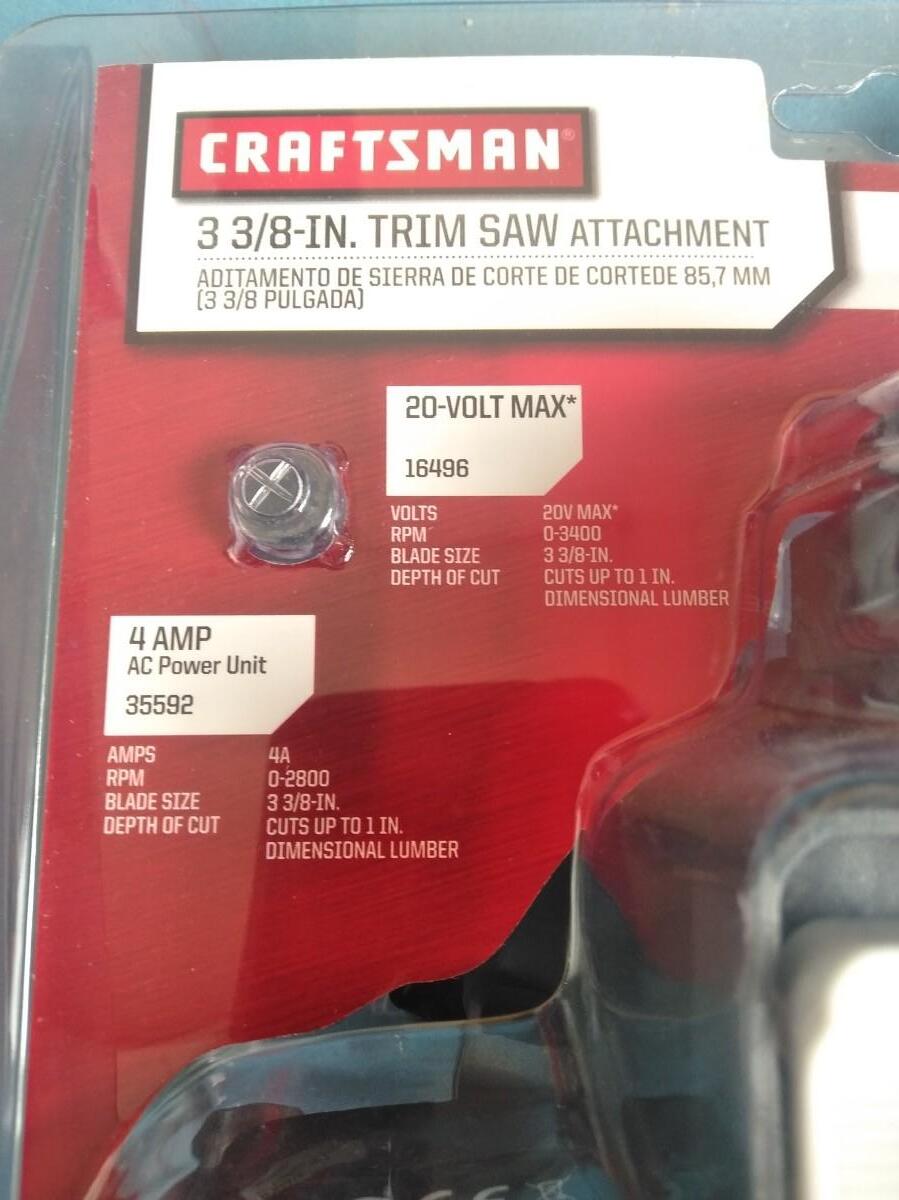 CRAFTSMAN®
3 3/8-IN. TRIM SAW ATTACHMENT
ADITAMENTO DE SIERRA DE CORTE DE CORTEDE 85,7 MM
(3 3/8 PULGADA)
20-VOLT MAX*
16496
VOLTS 20V MAX*
RPM 0-3400
BLADE SIZE 3 3/8-IN.
DEPTH OF CUT CUTS UP TO 1 IN.
DIMENSIONAL LUMBER
4 AMP
AC Power Unit
35592
AMPS 4A
RPM 0-2800
BLADE SIZE 3 3/8-IN.
DEPTH OF CUT CUTS UP TO 1 IN.
DIMENSIONAL LUMBER